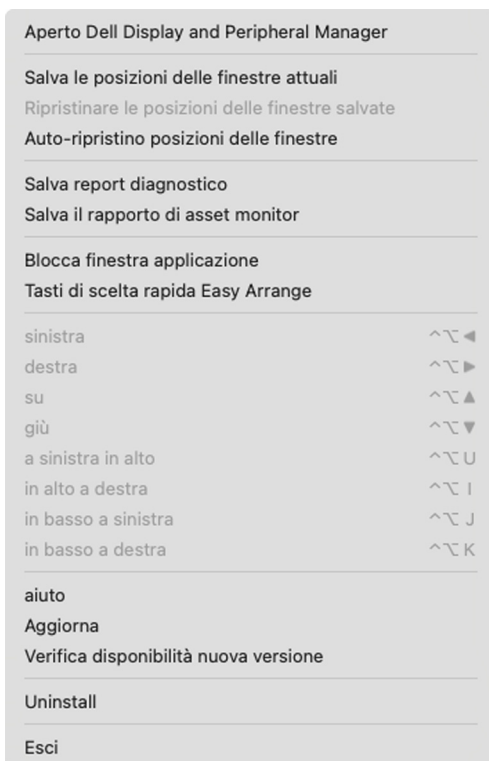 Aperto Dell Display and Peripheral Manager
Salva le posizioni delle finestre attuali
Ripristinare le posizioni delle finestre salvate
Auto-ripristino posizioni delle finestre
Salva report diagnostico
Salva il rapporto di asset monitor
Blocca finestra applicazione
Tasti di scelta rapida Easy Arrange
sinistra ⌃⌥◀
destra ⌃⌥▶
su ⌃⌥▲
giù ⌃⌥▼
a sinistra in alto ⌃⌥U
in alto a destra ⌃⌥I
in basso a sinistra ⌃⌥J
in basso a destra ⌃⌥K
aiuto
Aggiorna
Verifica disponibilità nuova versione
Uninstall
Esci